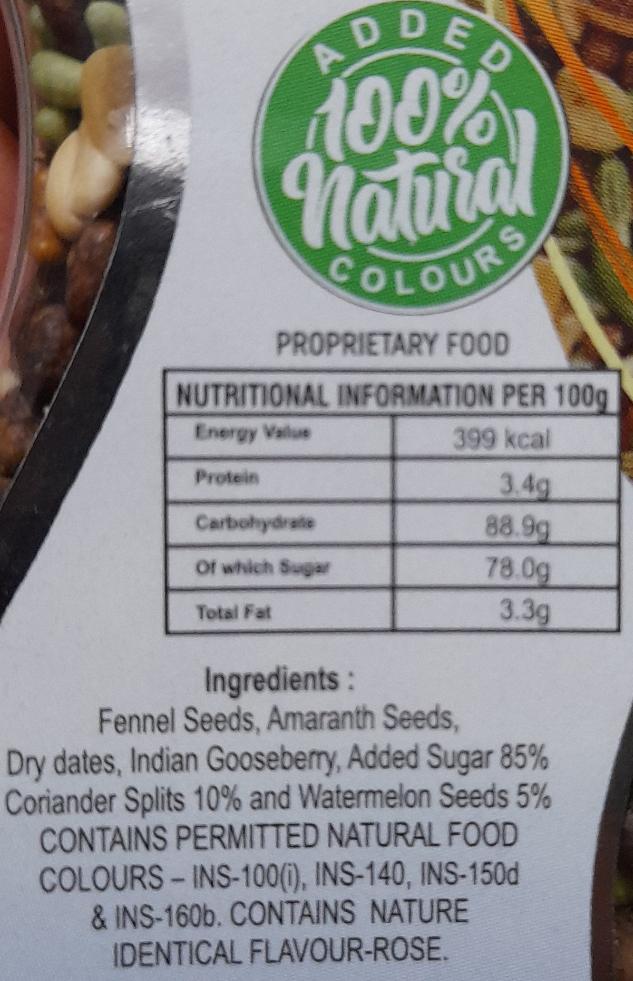 ADDED
100%
Natural
COLOURS
PROPRIETARY FOOD
NUTRITIONAL INFORMATION PER 100g
Energy Value 399 kcal
Protein 3.4g
Carbohydrate 88.9g
Of which Sugar 78.0g
Total Fat 3.3g
Ingredients :
Fennel Seeds, Amaranth Seeds,
Dry dates, Indian Gooseberry, Added Sugar 85%
Coriander Splits 10% and Watermelon Seeds 5%
CONTAINS PERMITTED NATURAL FOOD
COLOURS – INS-100(i), INS-140, INS-150d
& INS-160b. CONTAINS NATURE
IDENTICAL FLAVOUR-ROSE.